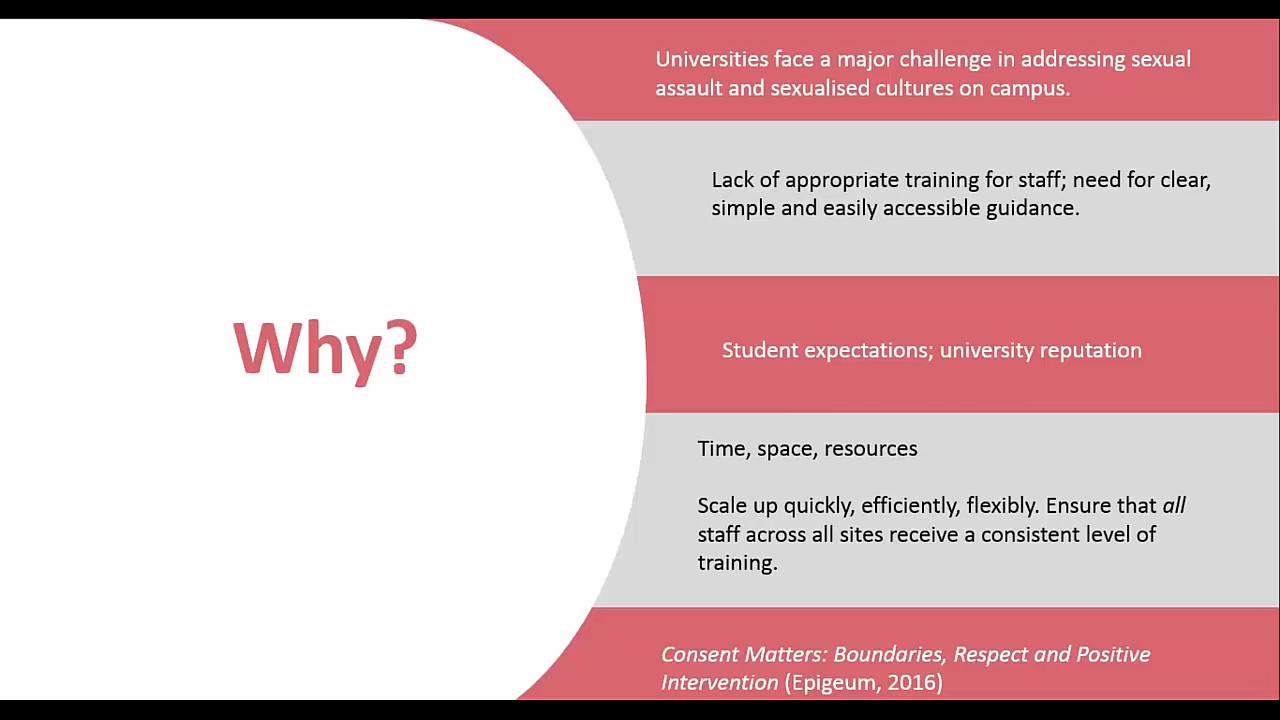 Why?
Universities face a major challenge in addressing sexual
assault and sexualised cultures on campus.
Lack of appropriate training for staff; need for clear,
simple and easily accessible guidance.
Student expectations; university reputation
Time, space, resources
Scale up quickly, efficiently, flexibly. Ensure that all
staff across all sites receive a consistent level of
training.
Consent Matters: Boundaries, Respect and Positive
Intervention (Epigeum, 2016)